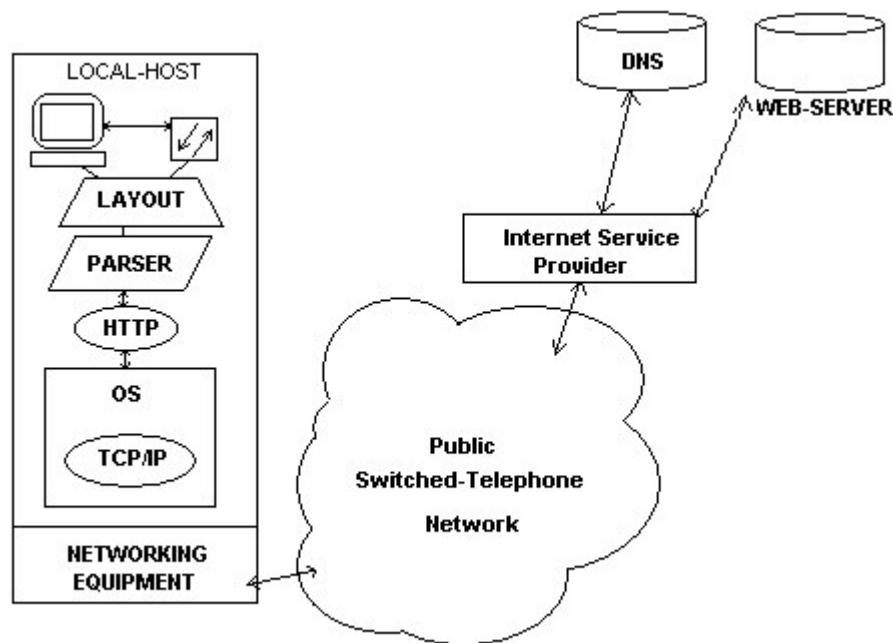 LOCAL-HOST
LAYOUT
PARSER
HTTP
OS
TCP/IP
NETWORKING
EQUIPMENT
DNS
WEB-SERVER
Internet Service
Provider
Public
Switched-Telephone
Network